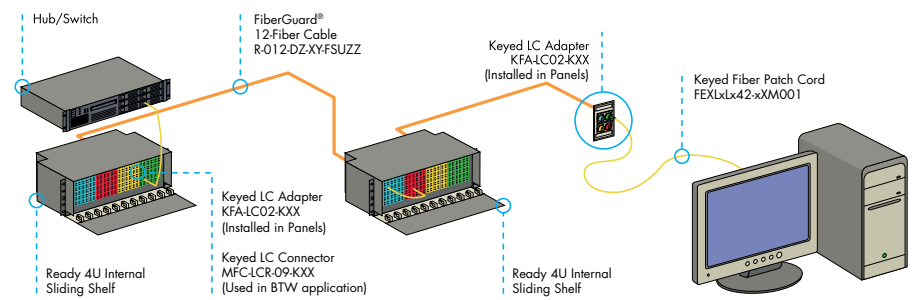 Hub/Switch
FiberGuard®
12-Fiber Cable
R-012-DZ-XY-FSUZZ
Keyed LC Adapter
KFA-LC02-KXX
(Installed in Panels)
Keyed Fiber Patch Cord
FEXLxLx42-xXM001
Keyed LC Adapter
KFA-LC02-KXX
(Installed in Panels)
Keyed LC Connector
MFC-LCR-09-KXX
(Used in BTW application)
Ready 4U Internal
Sliding Shelf
Ready 4U Internal
Sliding Shelf